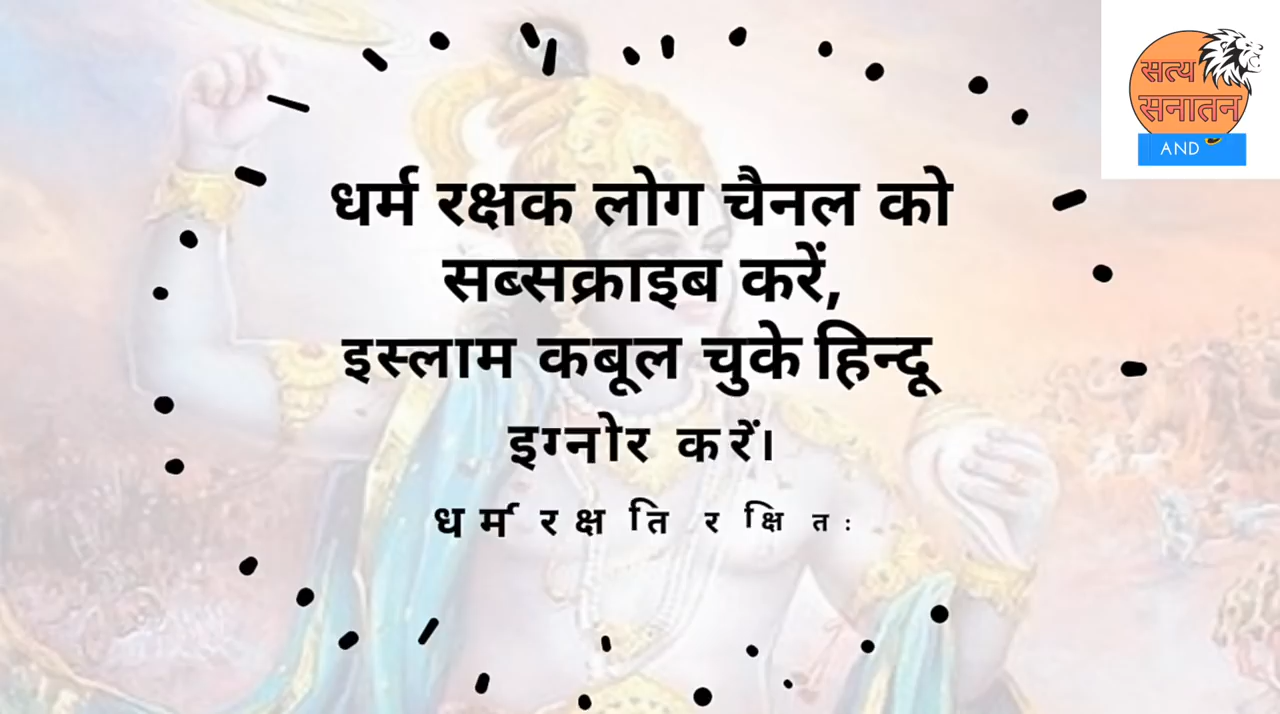 सत्य
सनातन
AND
धर्म रक्षक लोग चैनल को
सब्सक्राइब करें,
इस्लाम कबूल चुके हिन्दू
इग्नोर करें।
धर्म रक्षति रक्षितः